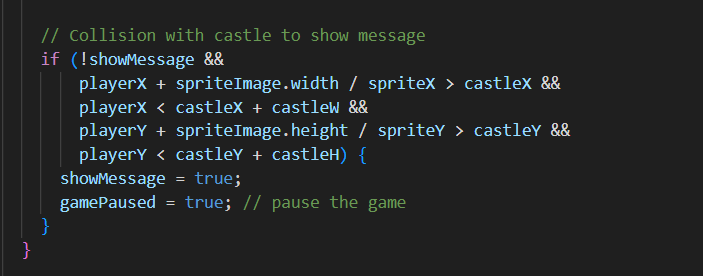 // Collision with castle to show message
if (!showMessage &&
playerX + spriteImage.width / spriteX > castleX &&
playerX < castleX + castleW &&
playerY + spriteImage.height / spriteY > castleY &&
playerY < castleY + castleH) {
showMessage = true;
gamePaused = true; // pause the game
}
}